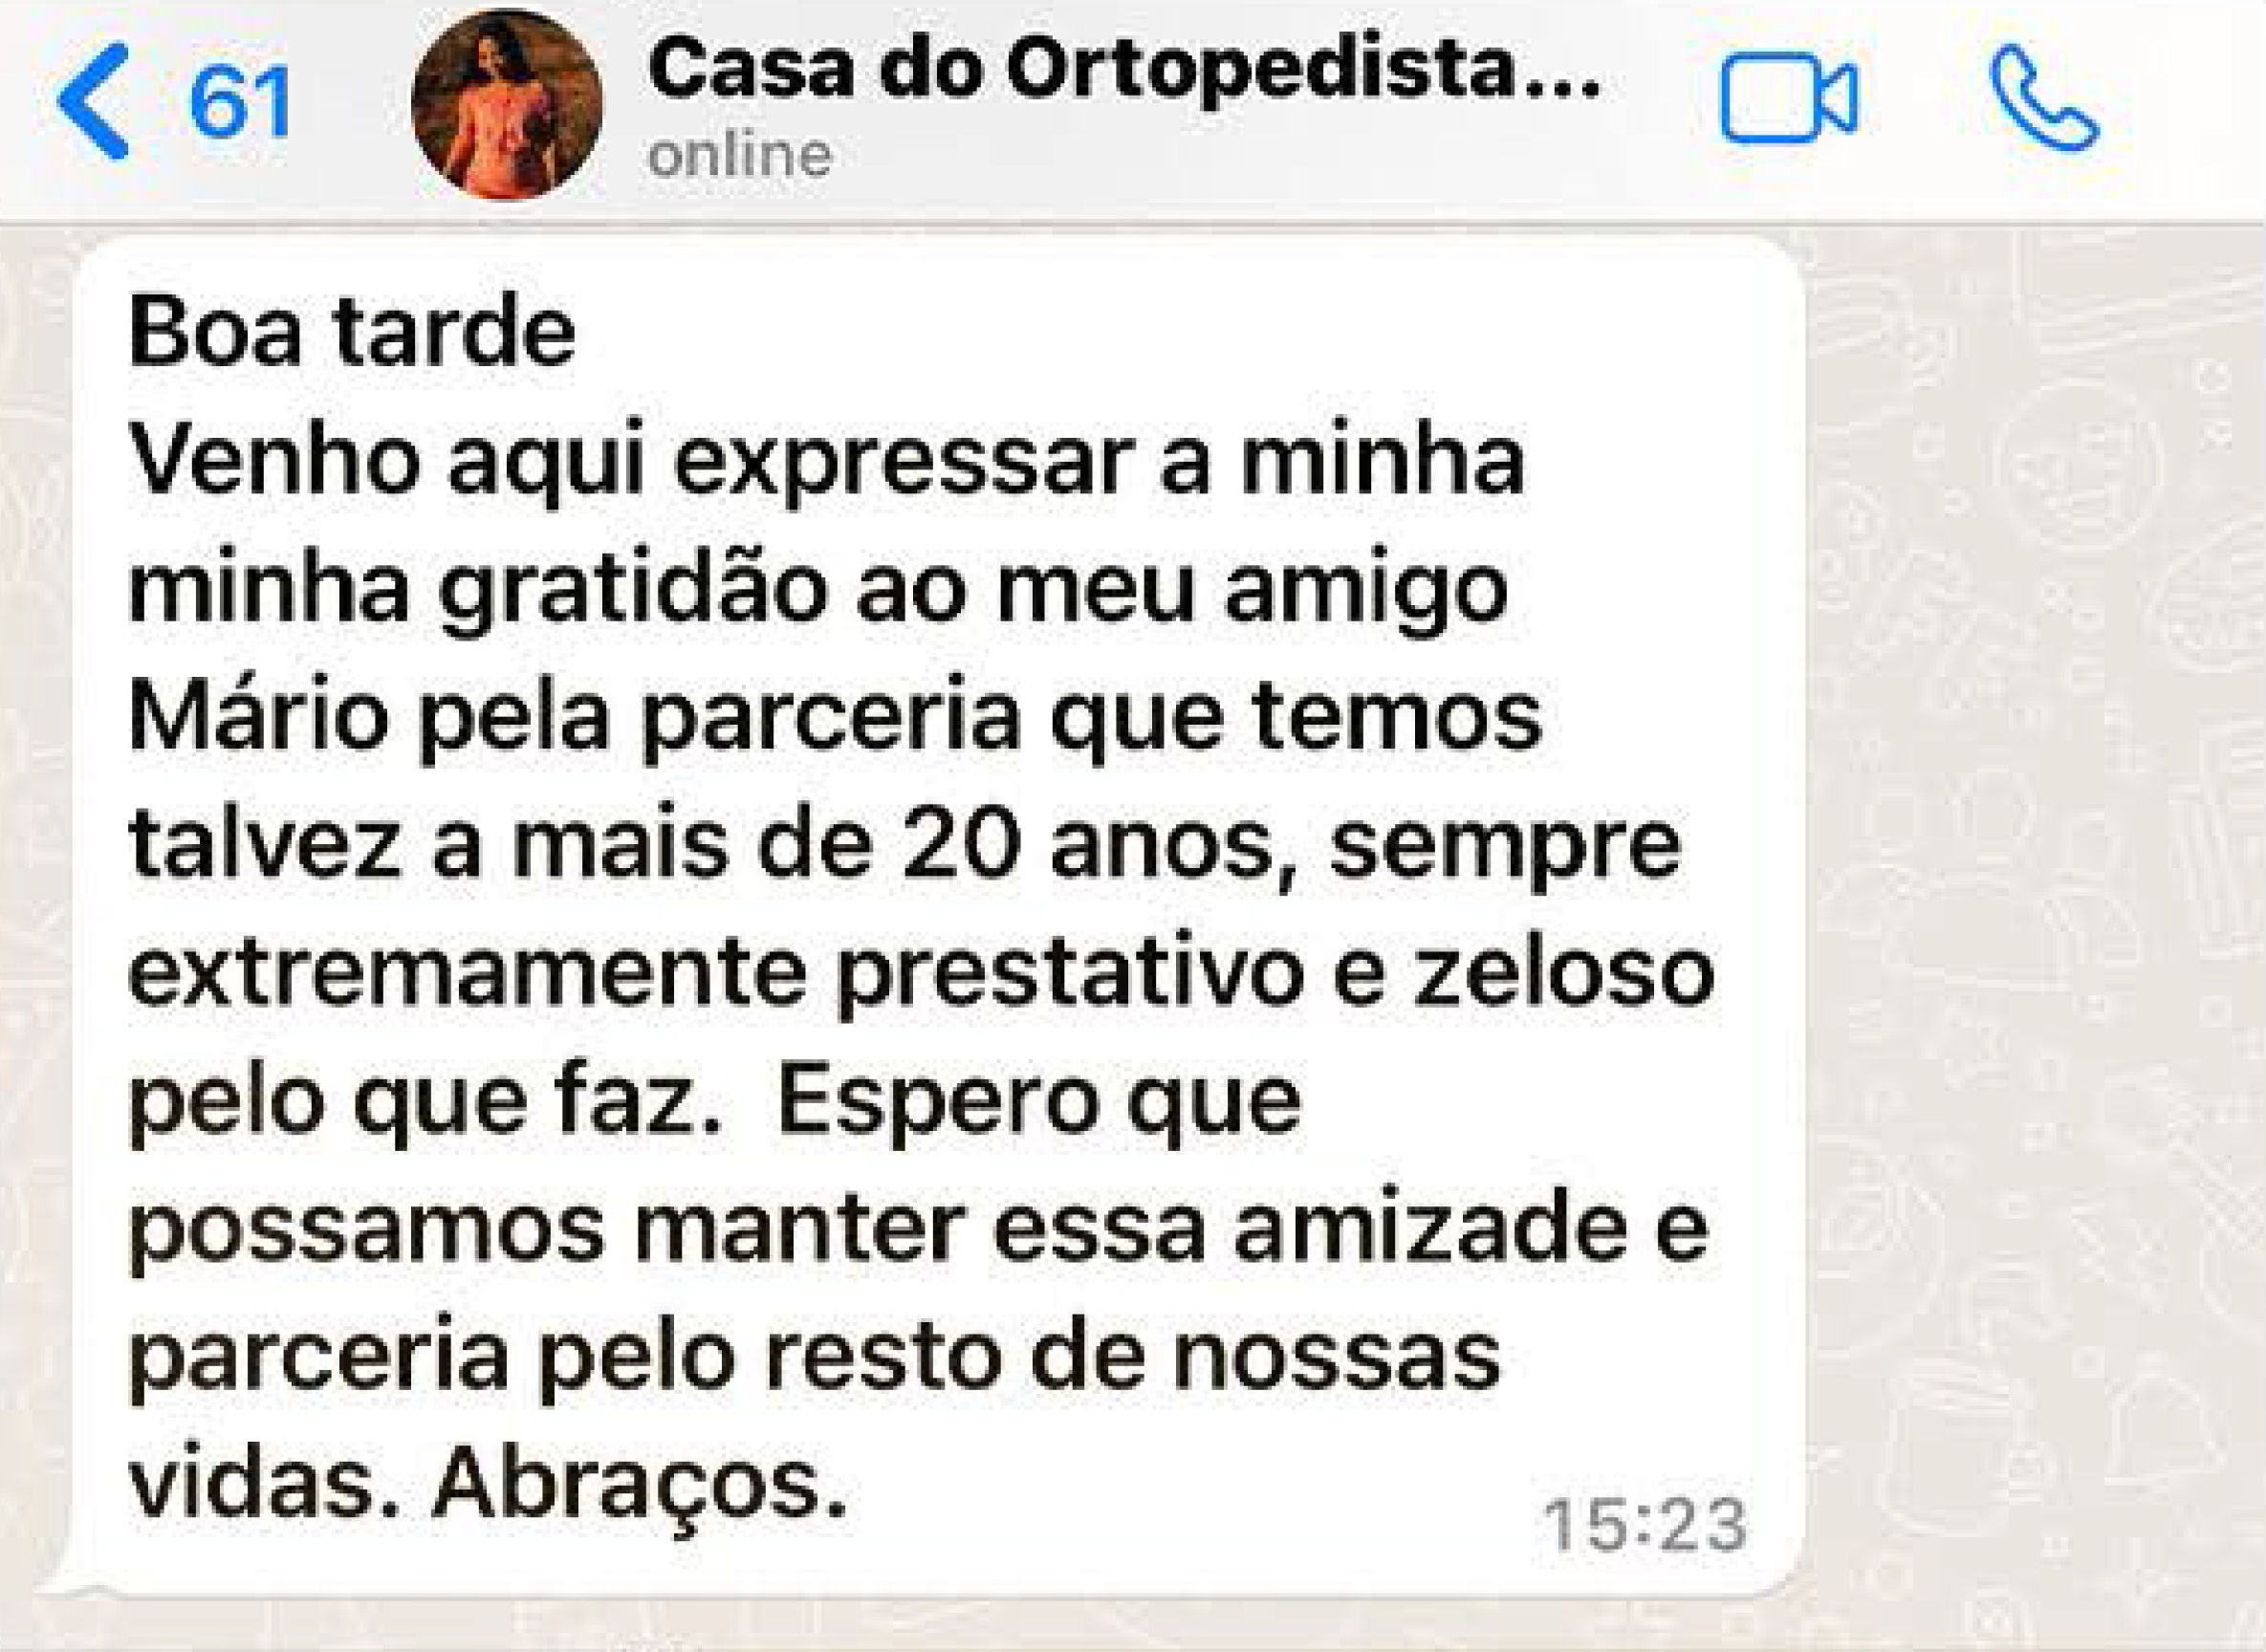 61
Casa do Ortopedista...
online
Boa tarde
Venho aqui expressar a minha
minha gratidão ao meu amigo
Mário pela parceria que temos
talvez a mais de 20 anos, sempre
extremamente prestativo e zeloso
pelo que faz.  Espero que
possamos manter essa amizade e
parceria pelo resto de nossas
vidas. Abraços.
15:23